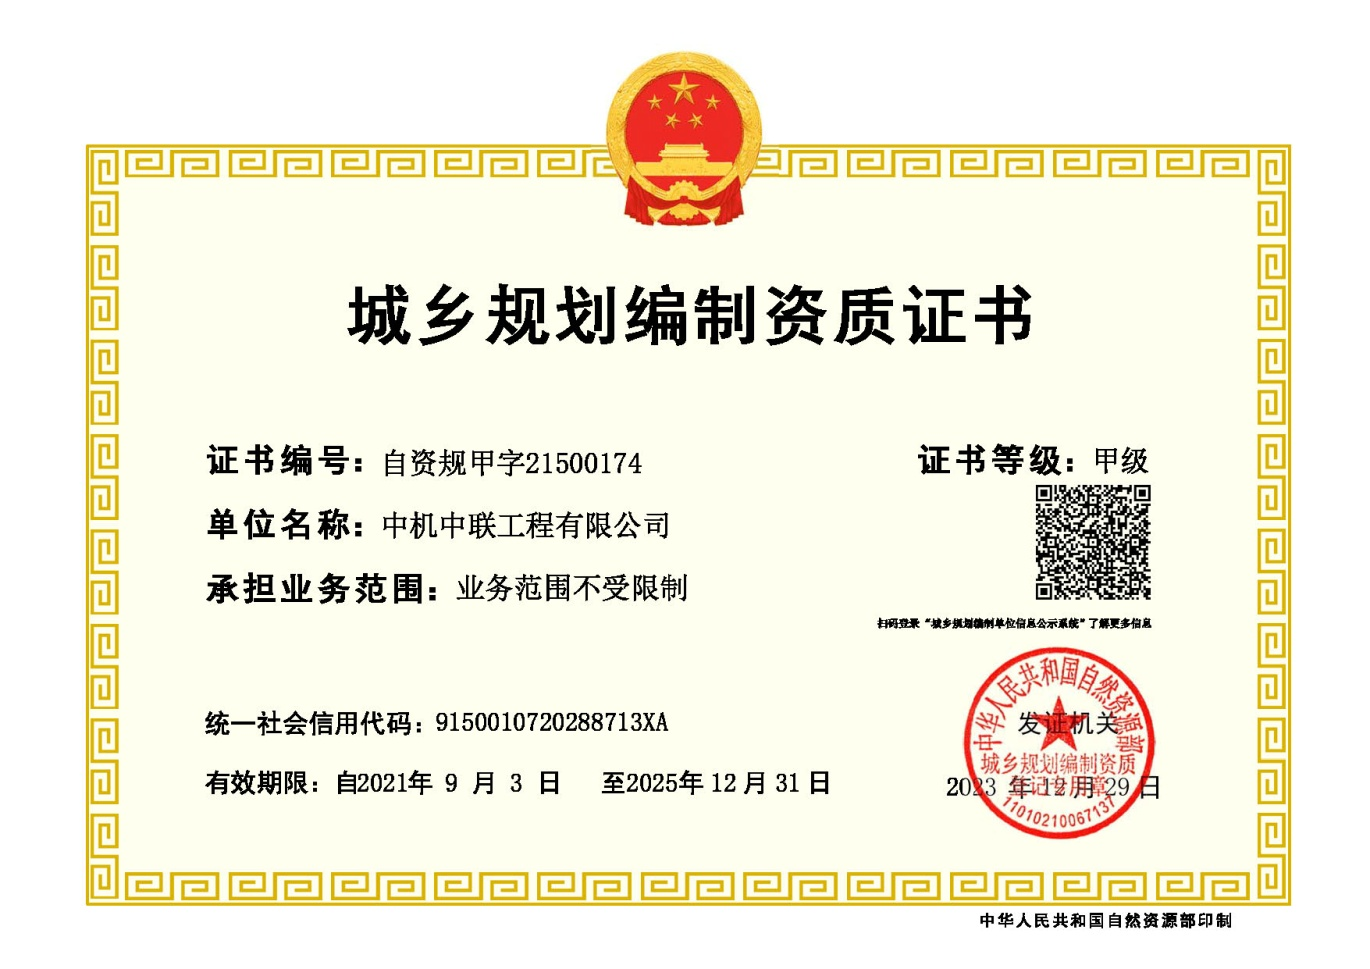 城乡规划编制资质证书
证书编号：自资规甲字21500174
证书等级：甲级
单位名称：中机中联工程有限公司
承担业务范围：业务范围不受限制
扫码登录“城乡规划编制单位信息公示系统”了解更多信息
统一社会信用代码：9150010720288713XA
发证机关
有效期限：自2021年 9 月 3 日 至2025年 12 月 31 日
2023 年 12 月 29 日
中华人民共和国自然资源部
城乡规划编制资质
登记专用章
1101021006713７
中华人民共和国自然资源部印制